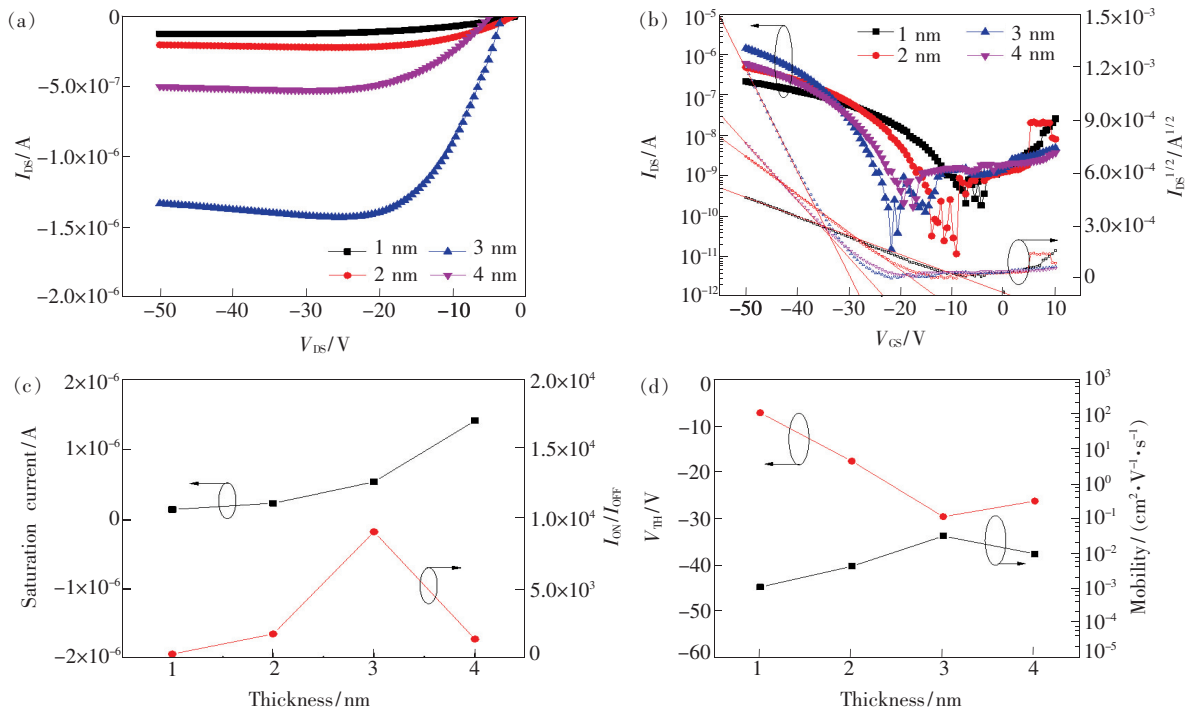 (a)
0
−5.0×10⁻⁷
−1.0×10⁻⁶
−1.5×10⁻⁶
−2.0×10⁻⁶
I_DS/A
1 nm 3 nm
2 nm 4 nm
−50 −40 −30 −20 −10 0
V_DS/V
(b)
10⁻⁵
10⁻⁶
10⁻⁷
10⁻⁸
10⁻⁹
10⁻¹⁰
10⁻¹¹
10⁻¹²
I_DS/A
1 nm 3 nm
2 nm 4 nm
1.5×10⁻³
1.2×10⁻³
9.0×10⁻⁴
6.0×10⁻⁴
3.0×10⁻⁴
0
I_DS^1/2/A^1/2
−50 −40 −30 −20 −10 0 10
V_GS/V
(c)
2×10⁻⁶
1×10⁻⁶
0
−1×10⁻⁶
−2×10⁻⁶
Saturation current/A
2.0×10⁴
1.5×10⁴
1.0×10⁴
5.0×10³
0
I_ON/I_OFF
1 2 3 4
Thickness/nm
(d)
0
−10
−20
−30
−40
−50
−60
V_TH/V
10³
10²
10¹
10⁰
10⁻¹
10⁻²
10⁻³
10⁻⁴
10⁻⁵
Mobility/(cm²·V⁻¹·s⁻¹)
1 2 3 4
Thickness/nm